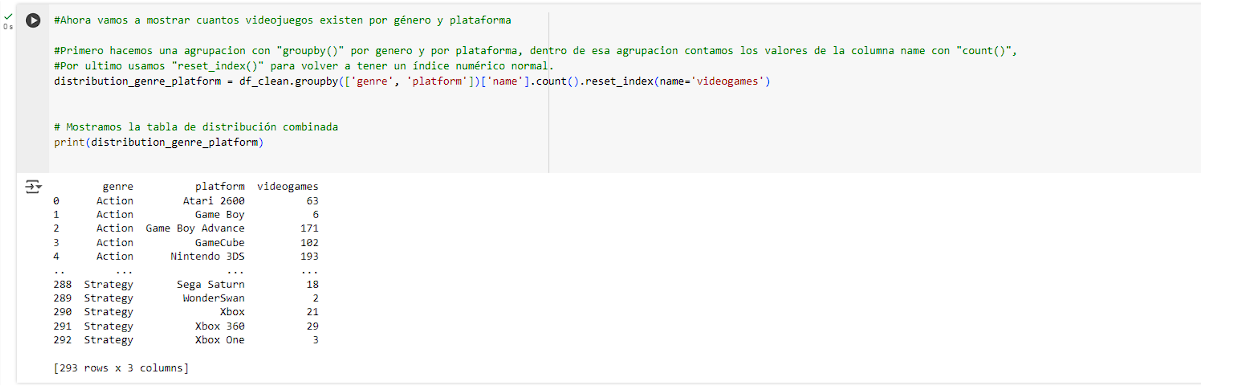 #Ahora vamos a mostrar cuantos videojuegos existen por género y plataforma
0 s
#Primero hacemos una agrupacion con "groupby()" por genero y por plataforma, dentro de esa agrupacion contamos los valores de la columna name con "count()",
#Por ultimo usamos "reset_index()" para volver a tener un índice numérico normal.
distribution_genre_platform = df_clean.groupby(['genre', 'platform'])['name'].count().reset_index(name='videogames')
# Mostramos la tabla de distribución combinada
print(distribution_genre_platform)
genre platform videogames
0 Action Atari 2600 63
1 Action Game Boy 6
2 Action Game Boy Advance 171
3 Action GameCube 102
4 Action Nintendo 3DS 193
.. ... ... ...
288 Strategy Sega Saturn 18
289 Strategy WonderSwan 2
290 Strategy Xbox 21
291 Strategy Xbox 360 29
292 Strategy Xbox One 3
[293 rows x 3 columns]